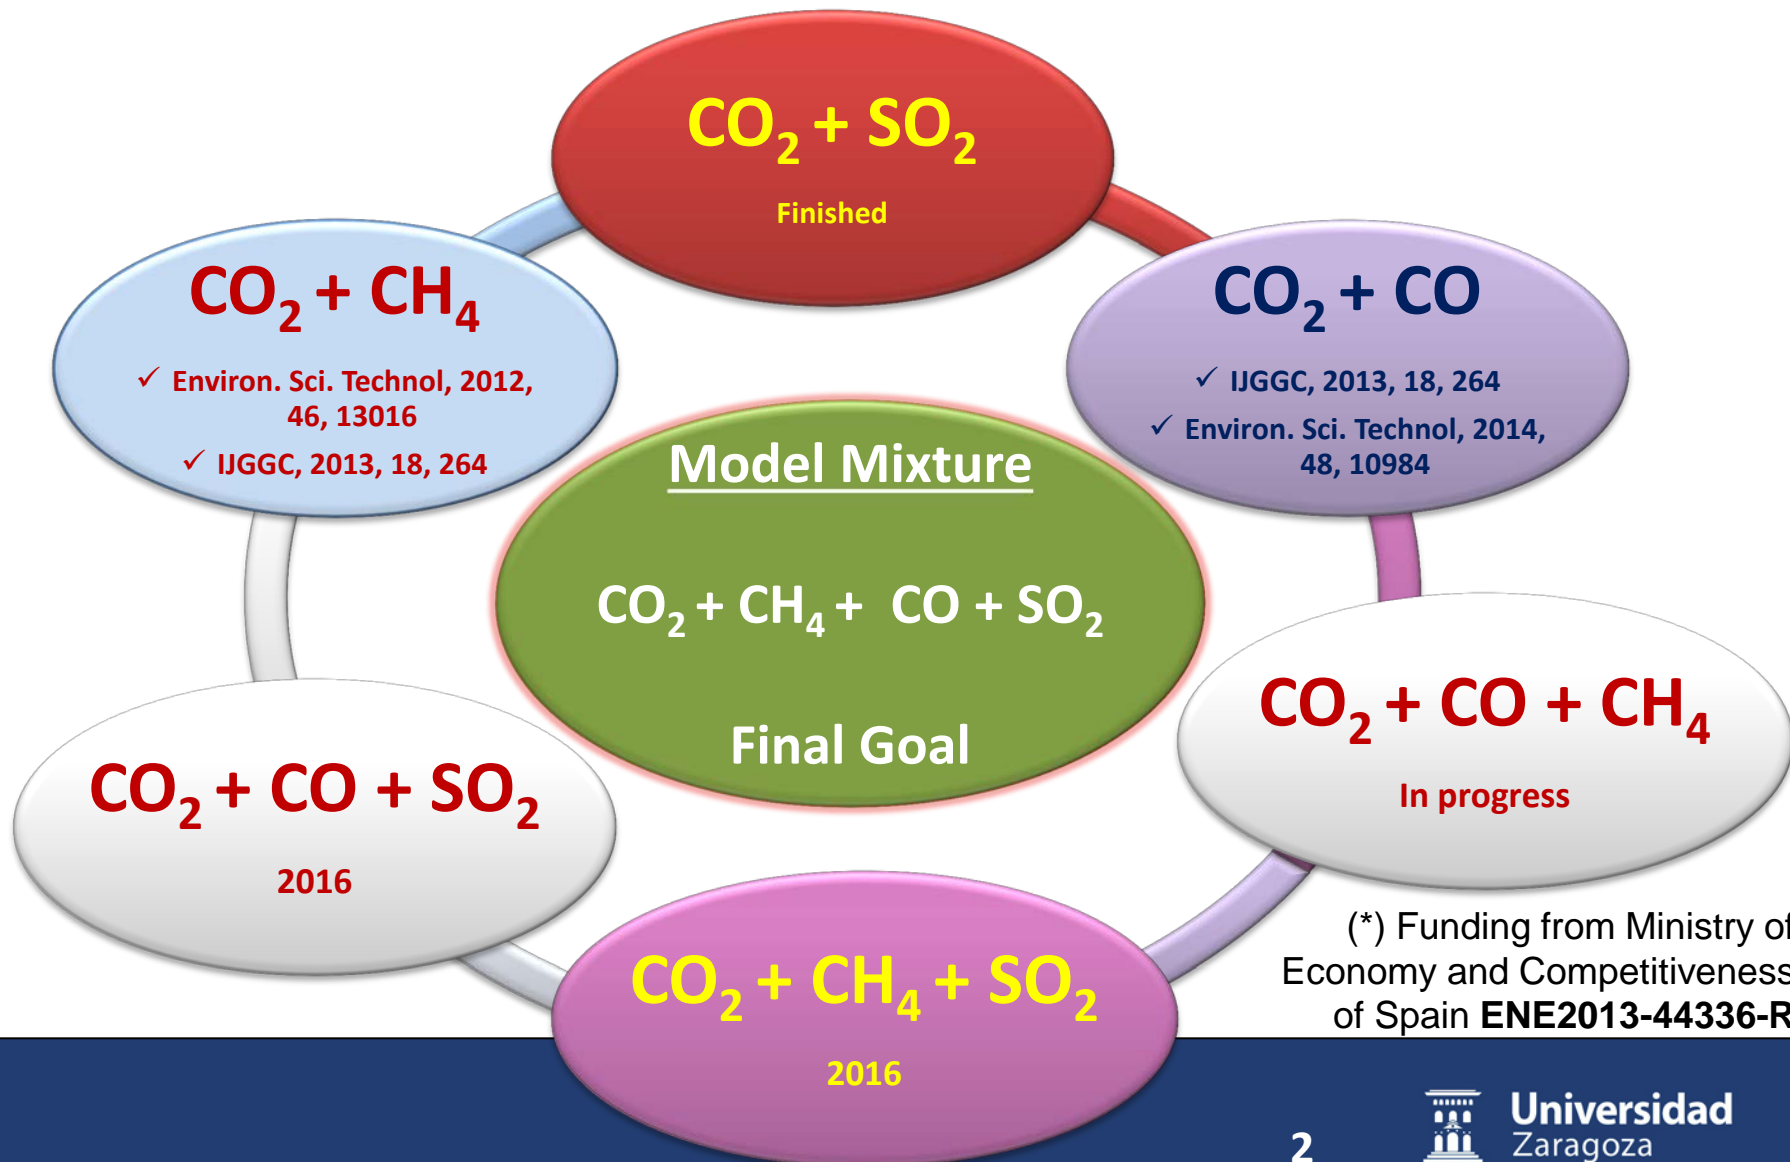 CO₂ + SO₂
Finished
CO₂ + CH₄
✓ Environ. Sci. Technol, 2012,
46, 13016
✓ IJGGC, 2013, 18, 264
CO₂ + CO
✓ IJGGC, 2013, 18, 264
✓ Environ. Sci. Technol, 2014,
48, 10984
Model Mixture
CO₂ + CH₄ + CO + SO₂
Final Goal
CO₂ + CO + CH₄
In progress
CO₂ + CO + SO₂
2016
CO₂ + CH₄ + SO₂
2016
(*) Funding from Ministry of
Economy and Competitiveness
of Spain ENE2013-44336-R
2
Universidad
Zaragoza